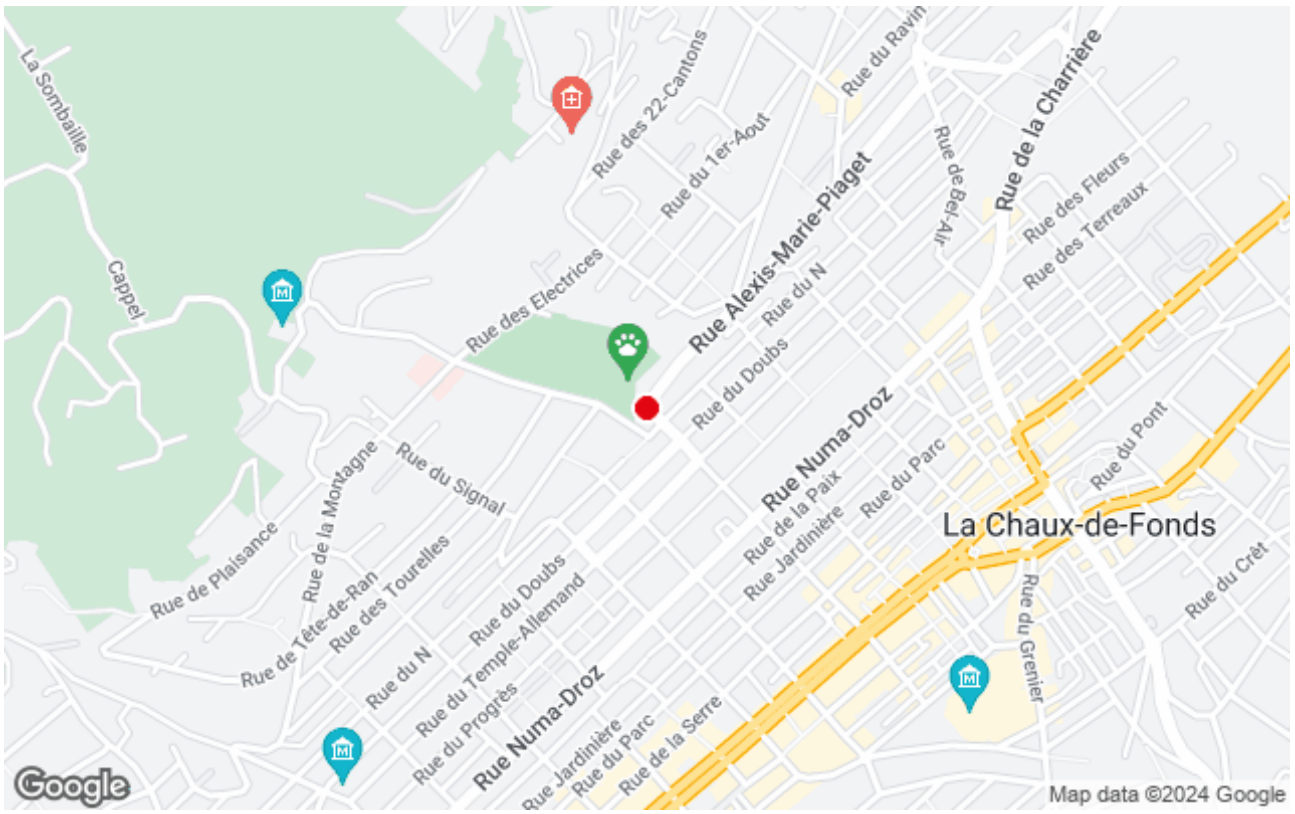 La Sombaille
Rue du Ravin
Rue des 22-Cantons
Rue de la Charrière
Rue du 1er-Aout
Rue de Bel-Air
Rue des Fleurs
Rue Alexis-Marie-Piaget
Rue des Terreaux
Cappel
Rue des Electrices
Rue du N
Rue du Doubs
Rue Numa-Droz
Rue du Parc
Rue du Pont
Rue du Signal
Rue de la Montagne
Rue de la Paix
La Chaux-de-Fonds
Rue Jardinière
Rue de Plaisance
Rue des Tourelles
Rue du Doubs
Rue du Crêt
Rue de Tête-de-Ran
Rue du Temple-Allemand
Rue du Grenier
Rue du N
Rue du Progrès
Rue Numa-Droz
Rue Jardinière
Rue du Parc
Rue de la Serre
M
M
M
Google
Map data ©2024 Google